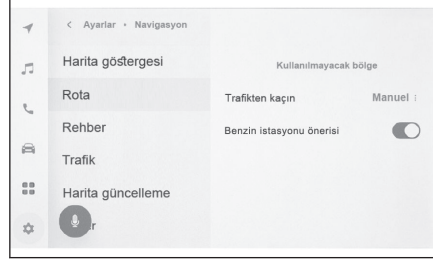 Ayarlar • Navigasyon
Harita göstergesi
Rota
Rehber
Trafik
Harita güncelleme
r
Kullanılmayacak bölge
Trafikten kaçın Manuel
Benzin istasyonu önerisi